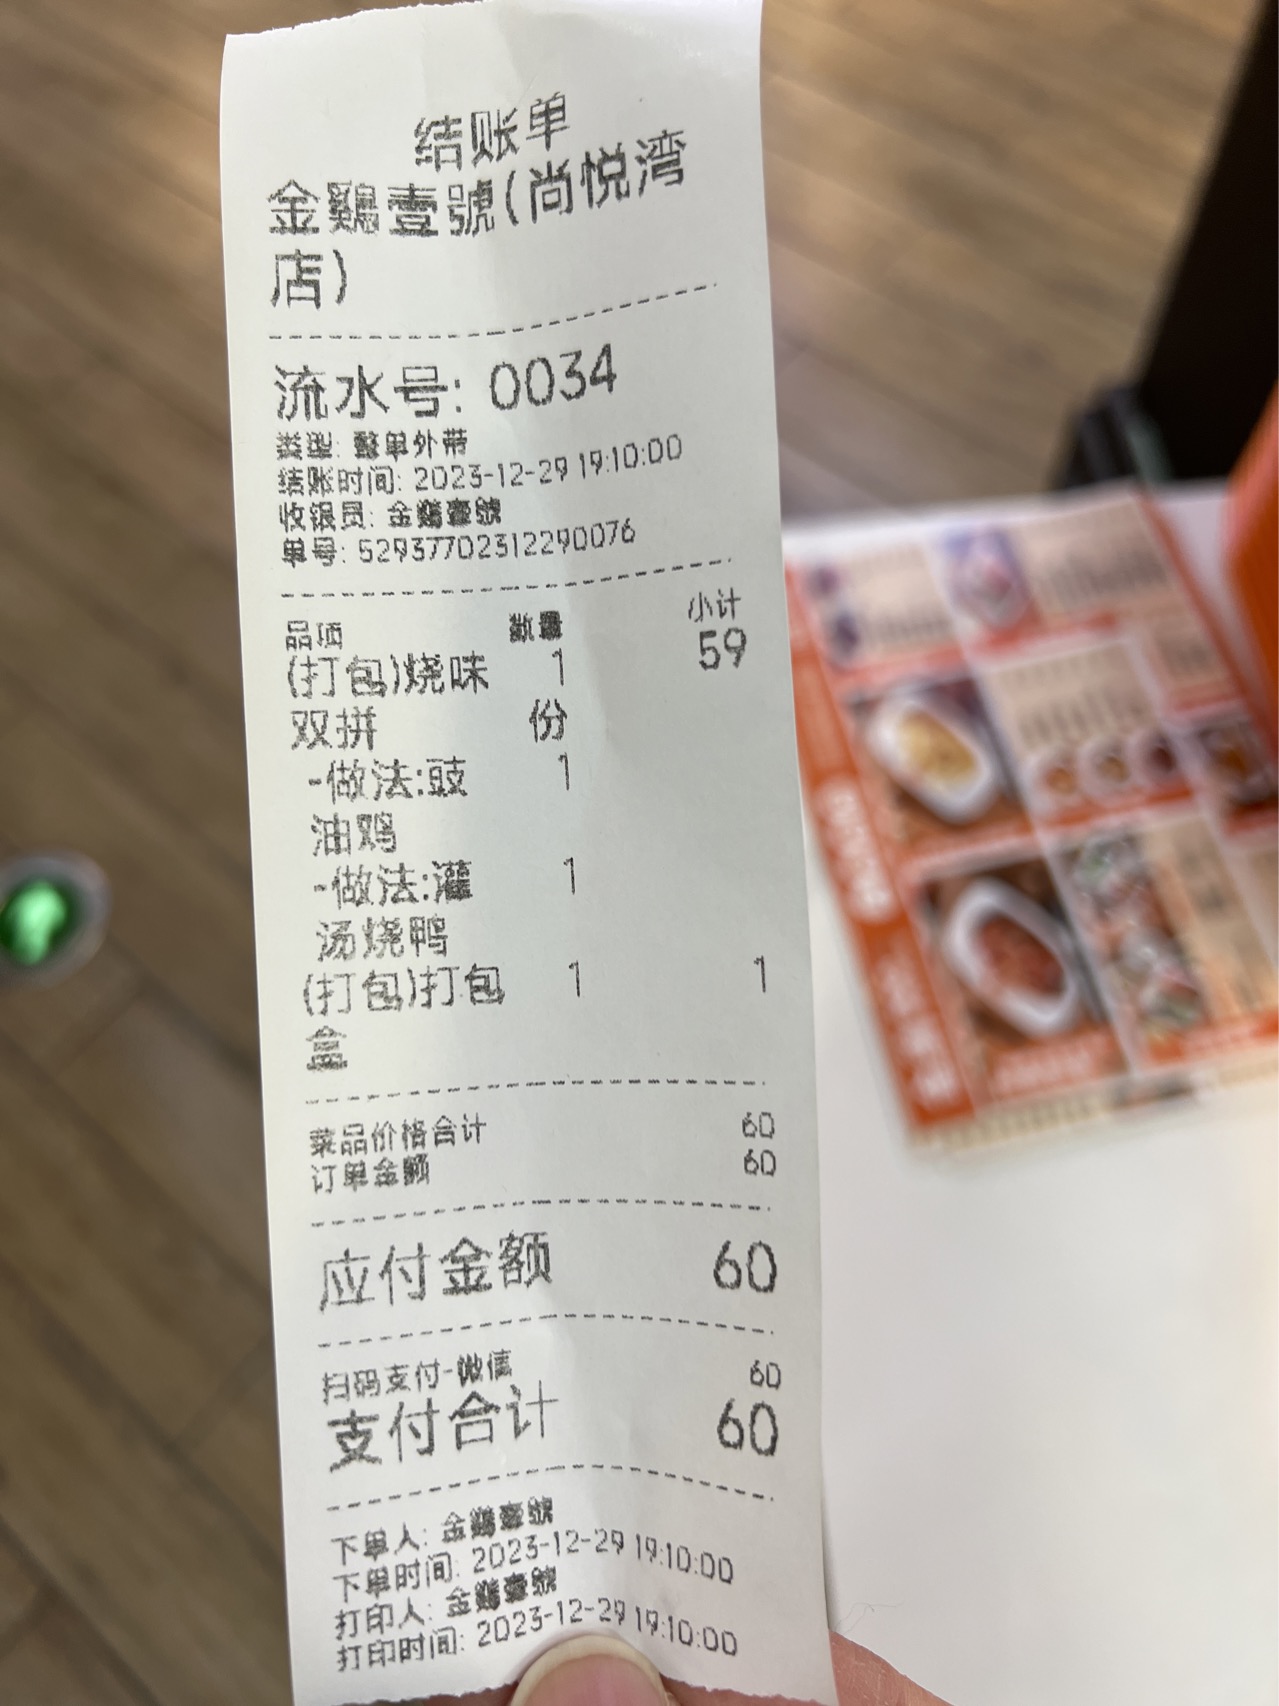 结账单
金鷄壹號(尚悦湾
店)
流水号: 0034
类型: 整单外带
结账时间: 2023-12-29 19:10:00
收银员: 金鷄壹號
单号: 529377702312290076
品项 数量 小计
(打包)烧味 1 59
双拼 份
-做法:豉 1
油鸡
-做法:灌 1
汤烧鸭
(打包)打包 1 1
盒
菜品价格合计 60
订单金额 60
应付金额 60
扫码支付-微信 60
支付合计 60
下单人: 金鷄壹號
下单时间: 2023-12-29 19:10:00
打印人: 金鷄壹號
打印时间: 2023-12-29 19:10:00